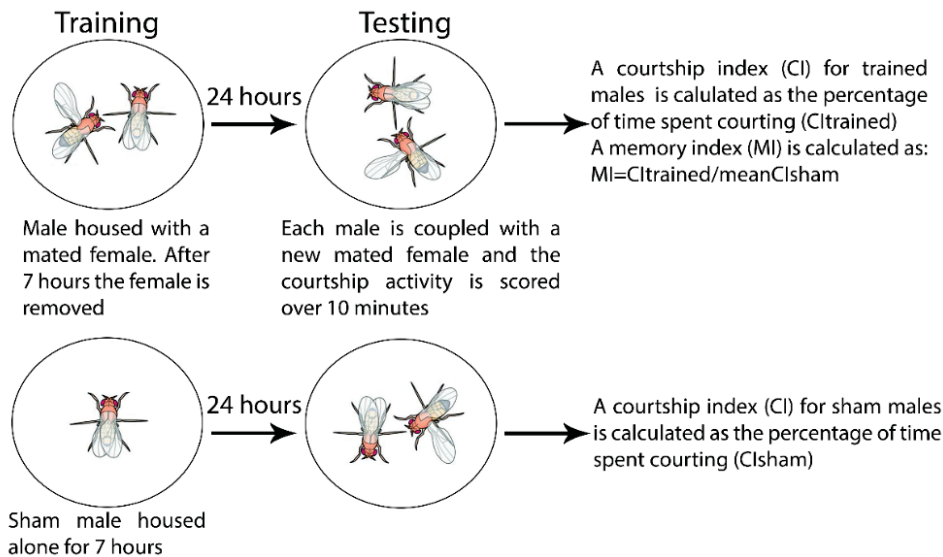 Training
Testing
24 hours
A courtship index (CI) for trained
males is calulated as the percentage
of time spent courting (CItrained)
A memory index (MI) is calculated as:
MI=CItrained/meanCIsham
Male housed with a
mated female. After
7 hours the female is
removed
Each male is coupled with a
new mated female and the
courtship activity is scored
over 10 minutes
24 hours
A courtship index (CI) for sham males
is calculated as the percentage of time
spent courting (CIsham)
Sham male housed
alone for 7 hours